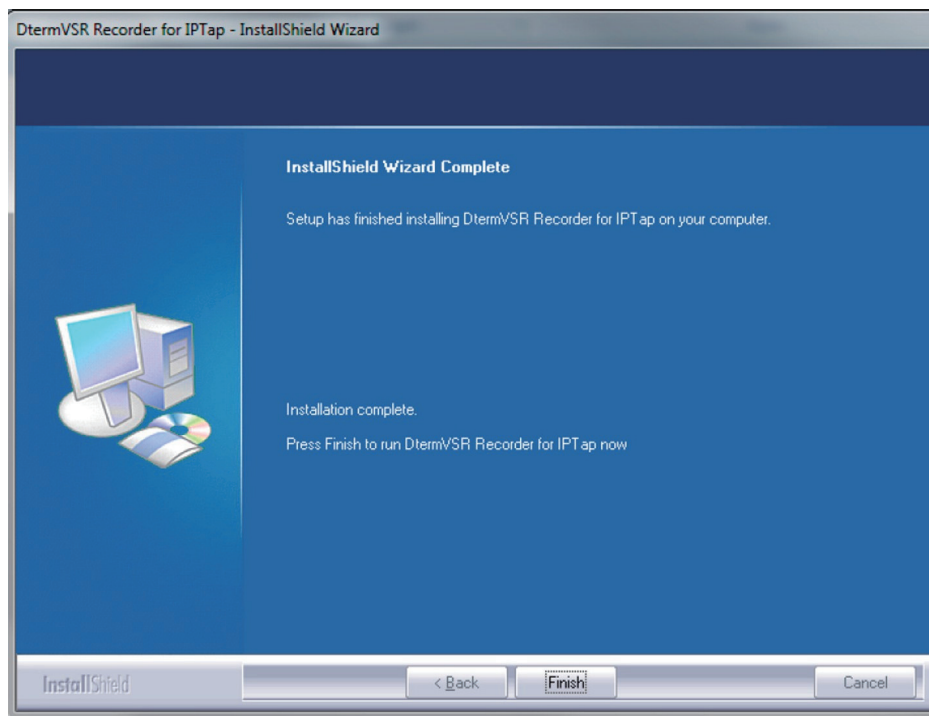 DtermVSR Recorder for IPTap - InstallShield Wizard
InstallShield Wizard Complete
Setup has finished installing DtermVSR Recorder for IPTap on your computer.
Installation complete.
Press Finish to run DtermVSR Recorder for IPTap now
InstallShield
< Back
Finish
Cancel